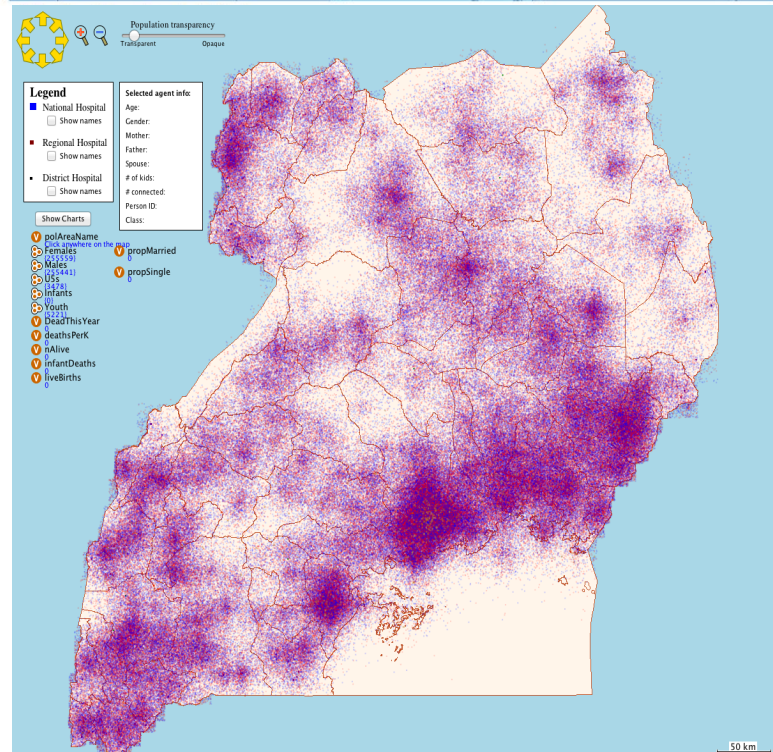 Population transparency
Transparent Opaque
Legend
National Hospital
Show names
Regional Hospital
Show names
District Hospital
Show names
Selected agent info:
Age:
Gender:
Mother:
Father:
Spouse:
# of kids:
# connected:
Person ID:
Class:
Show Charts
V polAreaName
Click anywhere on the map
Females
(255559)
Males
(255441)
U5s
(3478)
Infants
(0)
Youth
(5221)
V DeadThisYear
0
V deathsPerK
0
V nAlive
0
V infantDeaths
0
V liveBirths
0
V propMarried
0
V propSingle
0
50 km